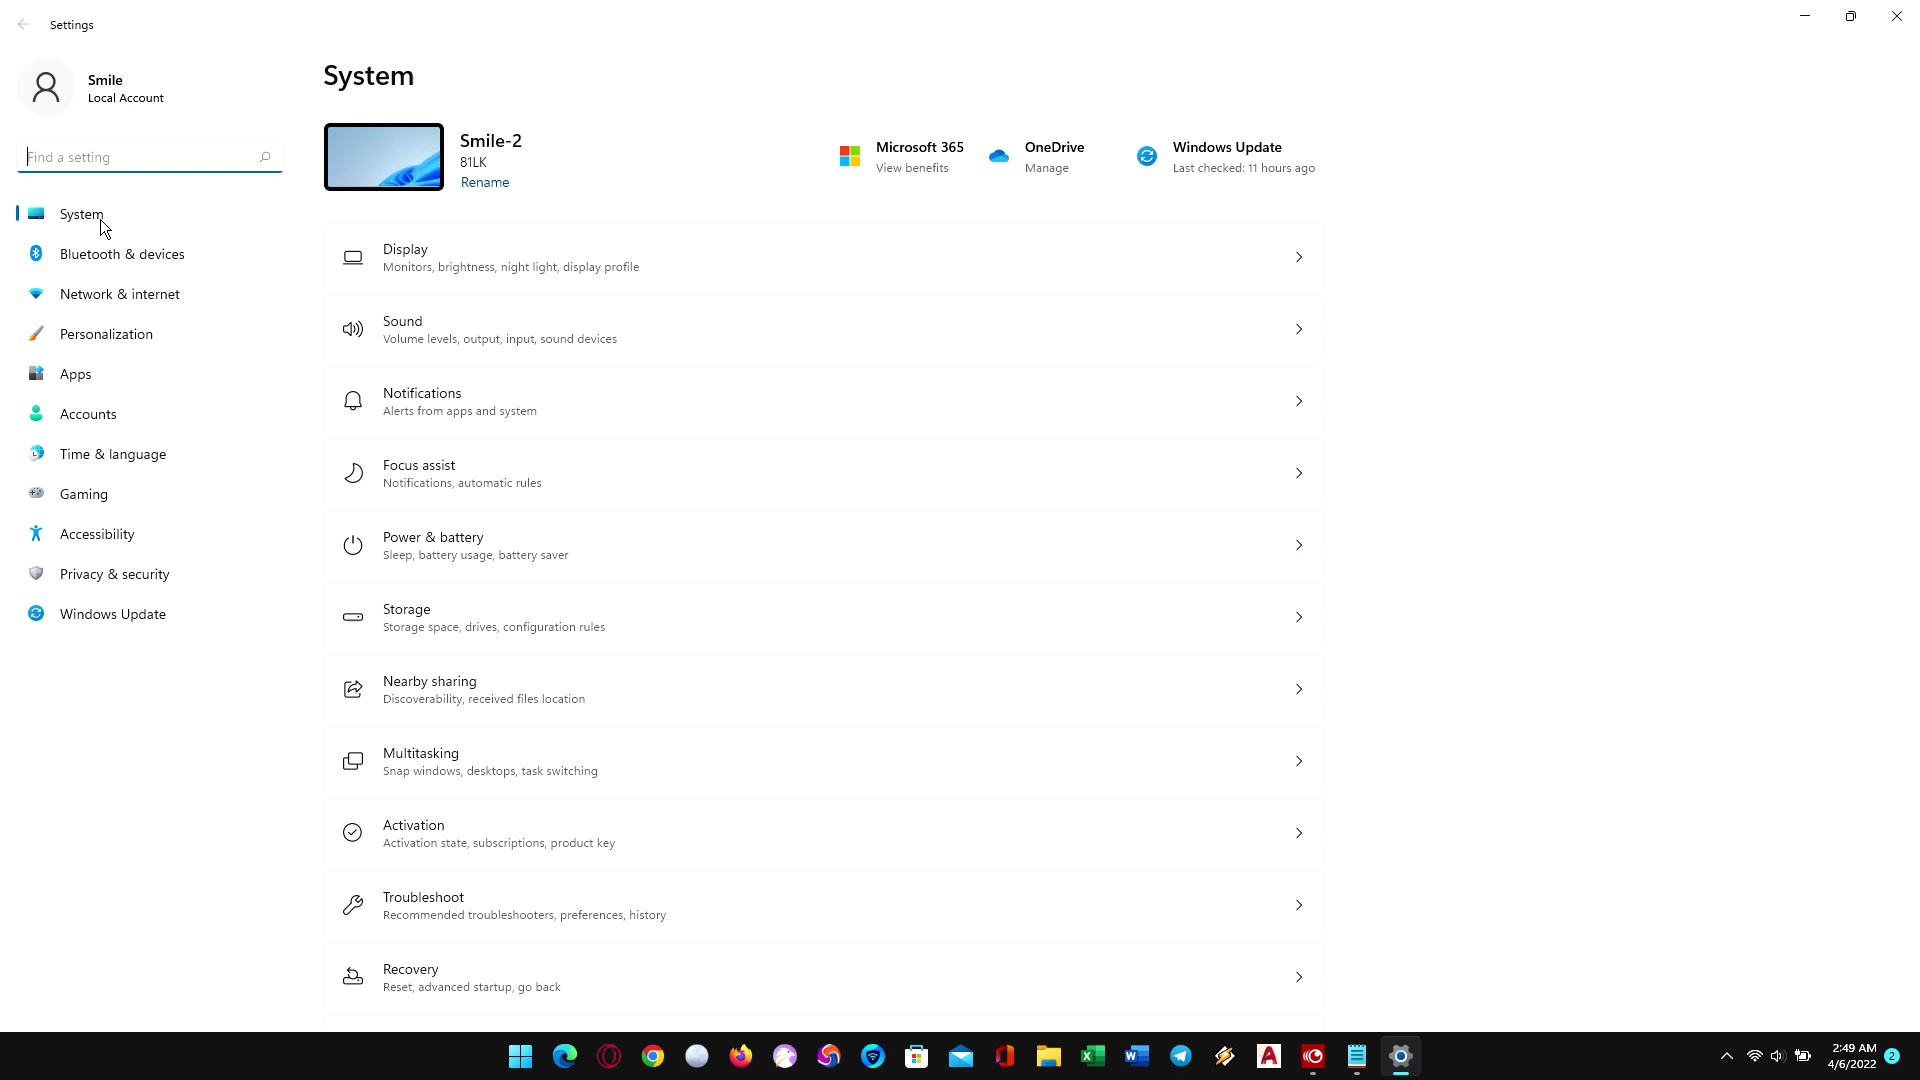 Settings
Smile
Local Account
Find a setting
System
Bluetooth & devices
Network & internet
Personalization
Apps
Accounts
Time & language
Gaming
Accessibility
Privacy & security
Windows Update
System
Smile-2
81LK
Rename
Microsoft 365
View benefits
OneDrive
Manage
Windows Update
Last checked: 11 hours ago
Display
Monitors, brightness, night light, display profile
Sound
Volume levels, output, input, sound devices
Notifications
Alerts from apps and system
Focus assist
Notifications, automatic rules
Power & battery
Sleep, battery usage, battery saver
Storage
Storage space, drives, configuration rules
Nearby sharing
Discoverability, received files location
Multitasking
Snap windows, desktops, task switching
Activation
Activation state, subscriptions, product key
Troubleshoot
Recommended troubleshooters, preferences, history
Recovery
Reset, advanced startup, go back
2:49 AM
4/6/2022
2